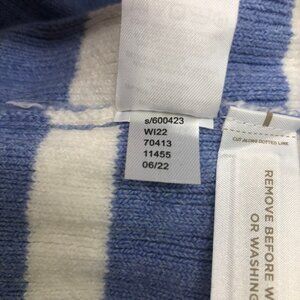 s/600423
WI22
70413
11455
06/22
CUT ALONG DOTTED LINE
REMOVE BEFORE W
OR WASHING